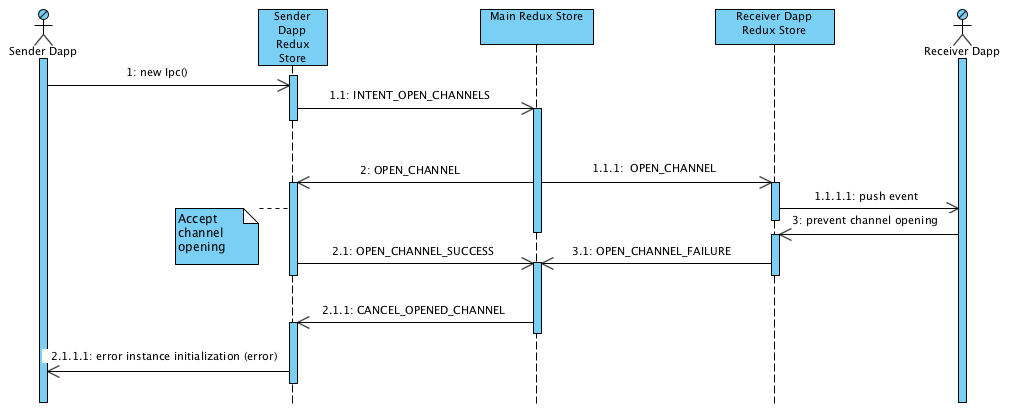 Sender Dapp
Sender
Dapp
Redux
Store
Main Redux Store
Receiver Dapp
Redux Store
Receiver Dapp
1: new Ipc()
1.1: INTENT_OPEN_CHANNELS
2: OPEN_CHANNEL
1.1.1: OPEN_CHANNEL
1.1.1.1: push event
3: prevent channel opening
Accept
channel
opening
2.1: OPEN_CHANNEL_SUCCESS
3.1: OPEN_CHANNEL_FAILURE
2.1.1: CANCEL_OPENED_CHANNEL
2.1.1.1: error instance initialization (error)